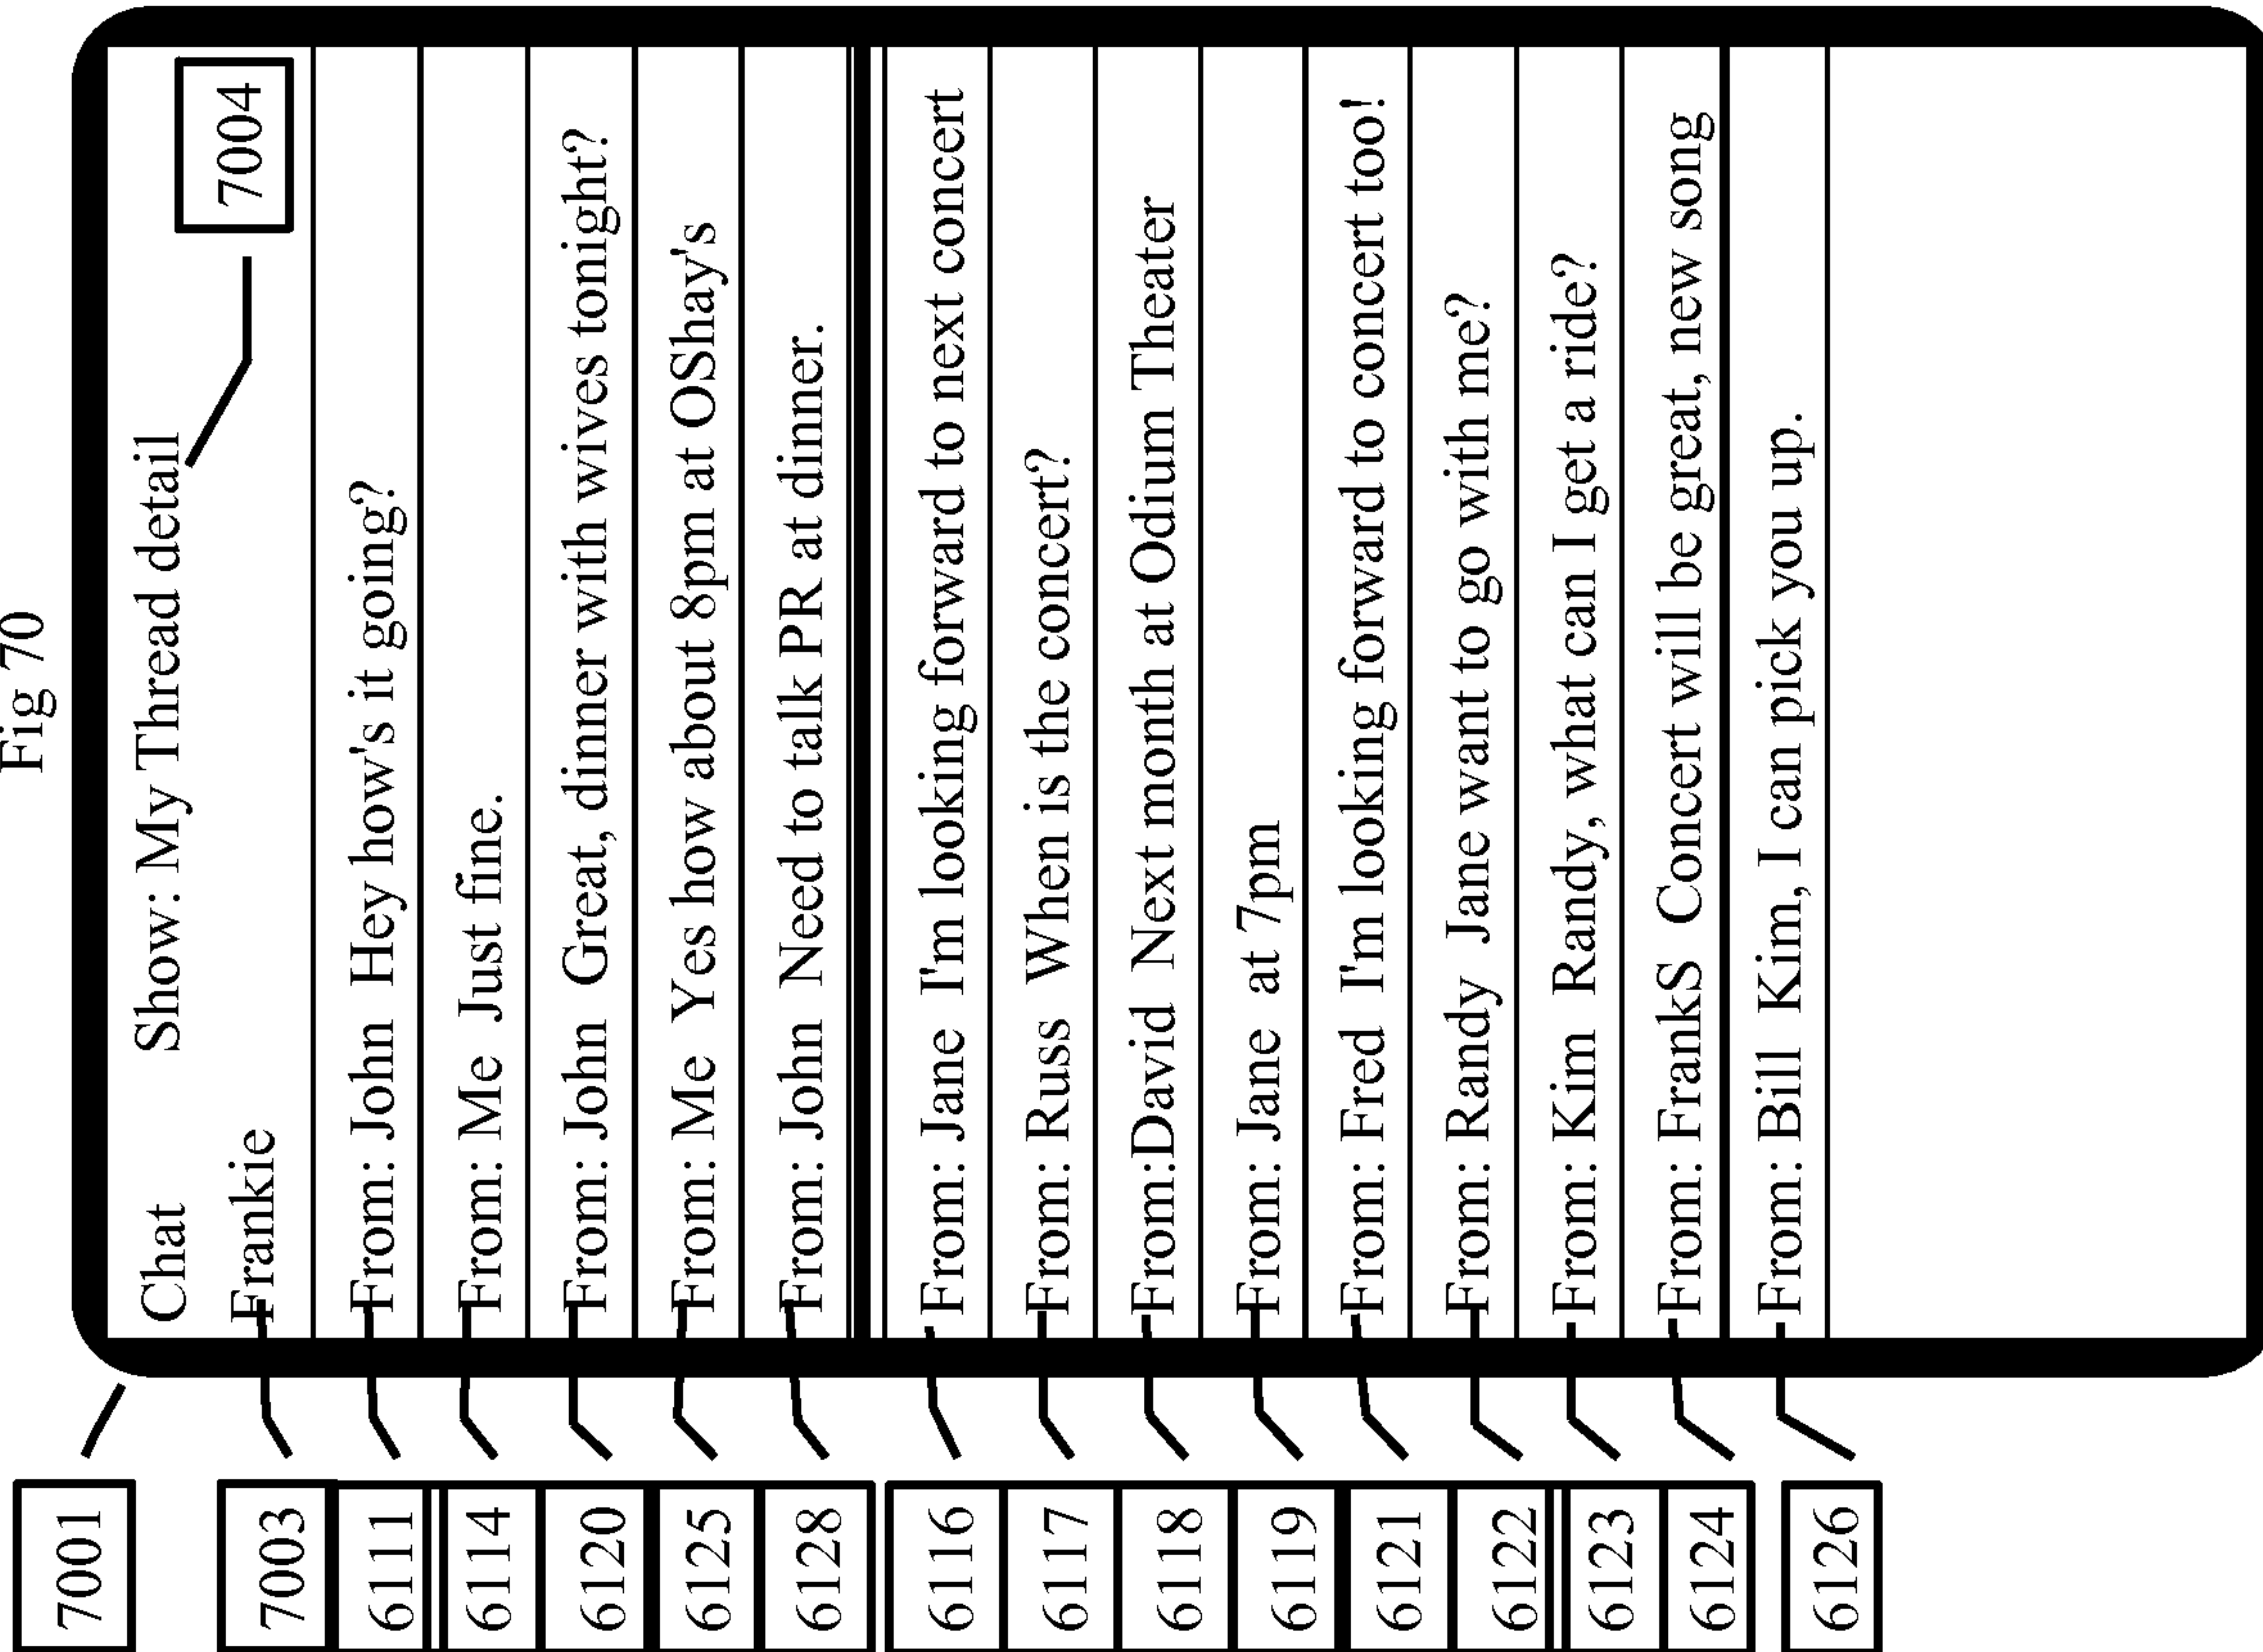 Fig 70
7001
Chat Show: My Thread detail
7004
7003 Frankie
6111 From: John Hey how's it going?
6114 From: Me Just fine.
6120 From: John Great, dinner with wives tonight?
6125 From: Me Yes how about 8pm at OShay's
6128 From: John Need to talk PR at dinner.
6116 From: Jane I'm looking forward to next concert
6117 From: Russ When is the concert?
6118 From:David Next month at Odium Theater
6119 From: Jane at 7pm
6121 From: Fred I'm looking forward to concert too!
6122 From: Randy Jane want to go with me?
6123 From: Kim Randy, what can I get a ride?
6124 From: FrankS Concert will be great, new song
6126 From: Bill Kim, I can pick you up.